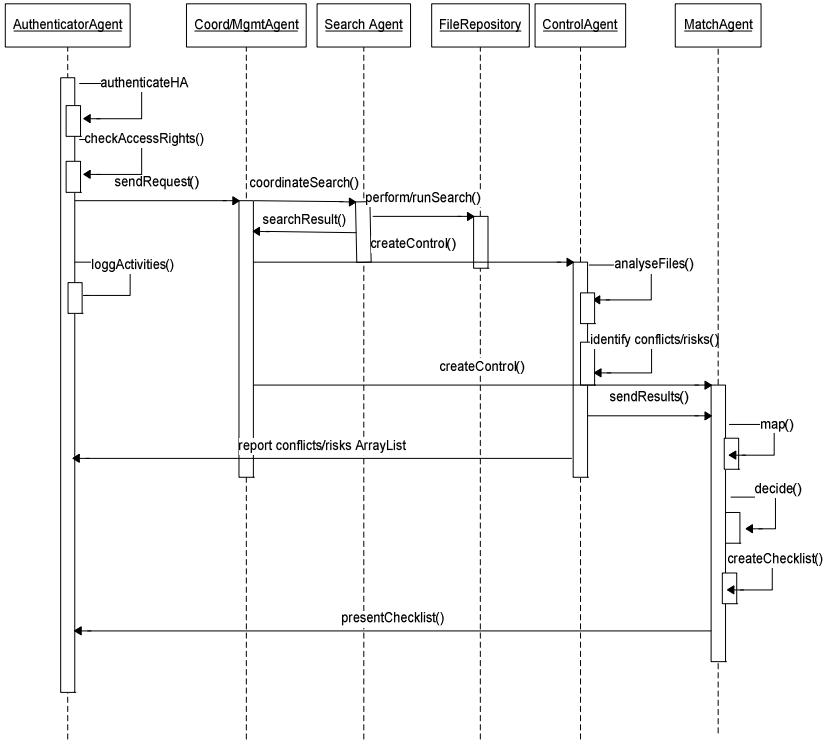 AuthenticatorAgent
Coord/MgmtAgent
Search Agent
FileRepository
ControlAgent
MatchAgent
authenticateHA
checkAccessRights()
sendRequest()
coordinateSearch()
perform/runSearch()
searchResult()
createControl()
loggActivities()
analyseFiles()
identify conflicts/risks()
createControl()
sendResults()
map()
report conflicts/risks ArrayList
decide()
createChecklist()
presentChecklist()